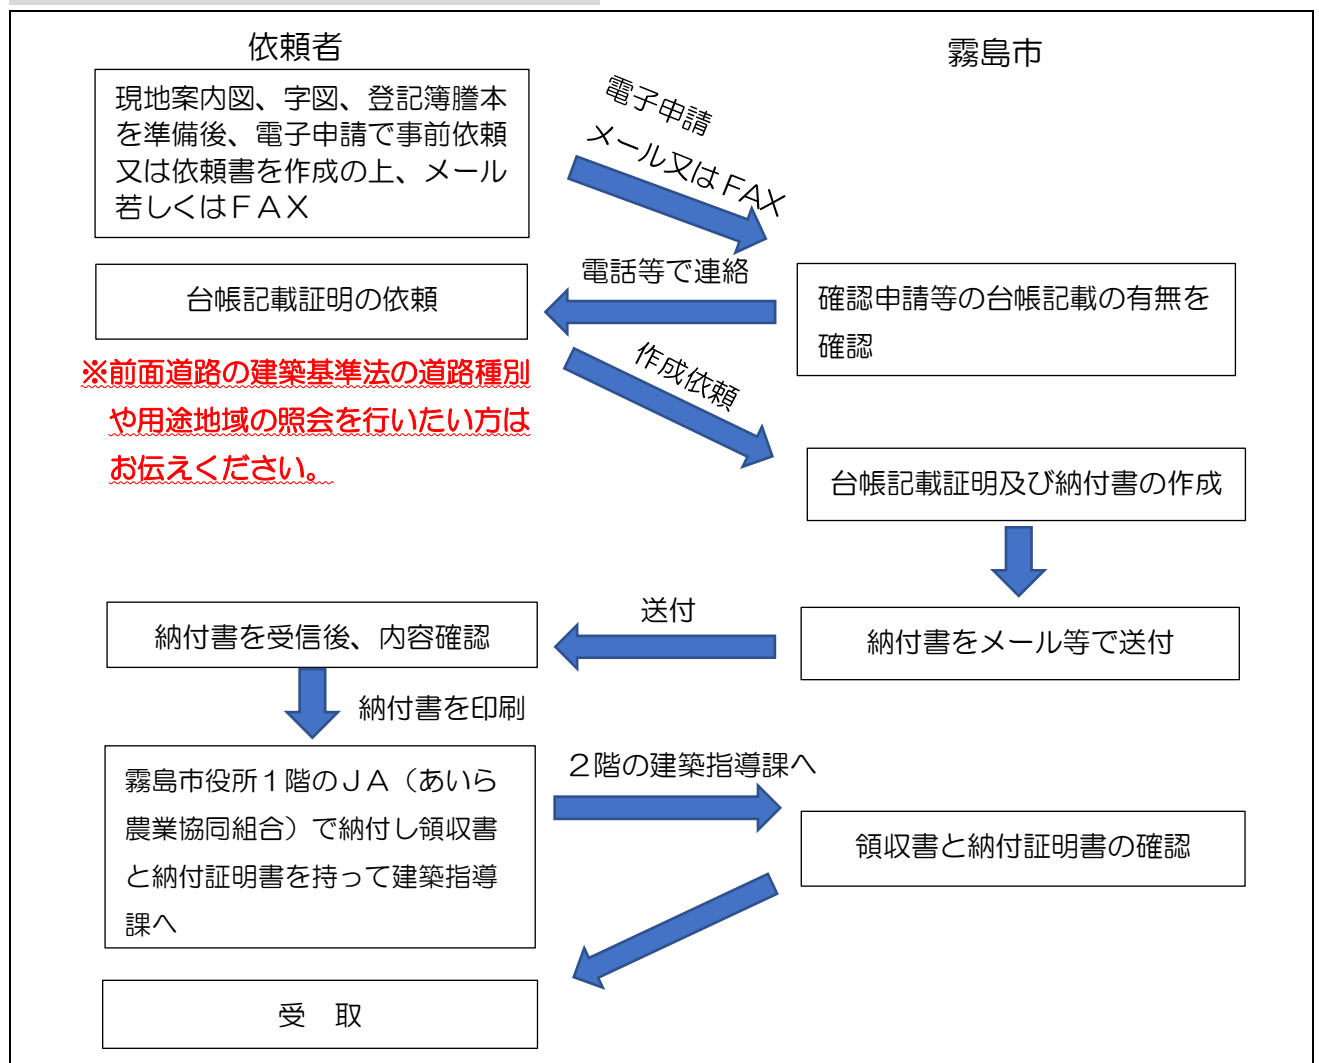 依頼者
霧島市
現地案内図、字図、登記簿謄本
を準備後、電子申請で事前依頼
又は依頼書を作成の上、メール
若しくはＦＡＸ
電子申請
メール又はＦＡＸ
電話等で連絡
確認申請等の台帳記載の有無を
確認
台帳記載証明の依頼
※前面道路の建築基準法の道路種別
や用途地域の照会を行いたい方は
お伝えください。
作成依頼
台帳記載証明及び納付書の作成
納付書をメール等で送付
送付
納付書を受信後、内容確認
納付書を印刷
霧島市役所１階のＪＡ（あいら
農業協同組合）で納付し領収書
と納付証明書を持って建築指導
課へ
２階の建築指導課へ
領収書と納付証明書の確認
受　取